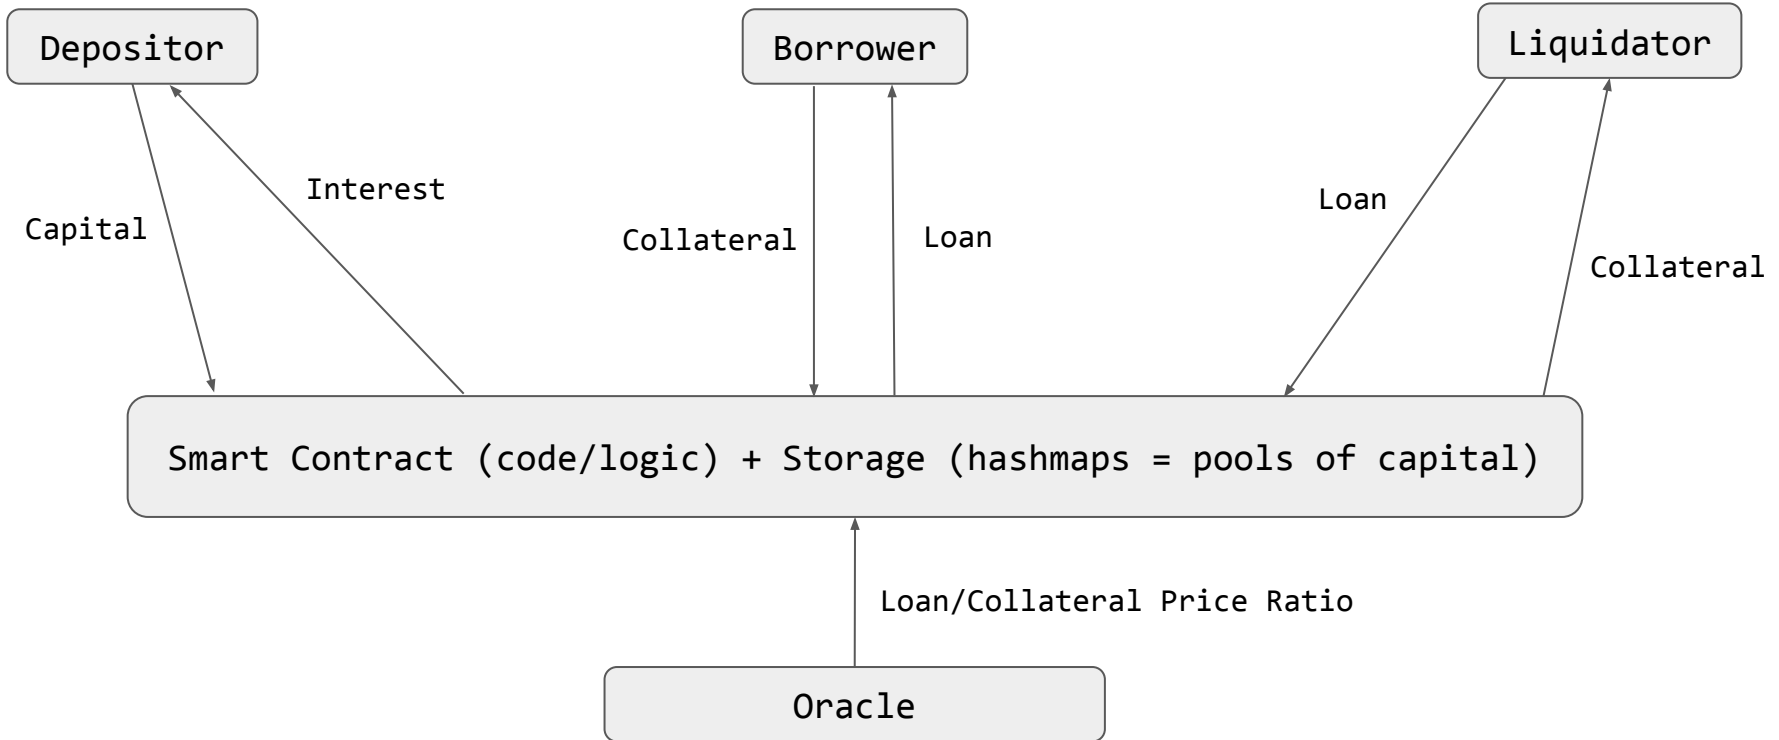 Depositor
Borrower
Liquidator
Interest
Capital
Collateral
Loan
Loan
Collateral
Smart Contract (code/logic) + Storage (hashmaps = pools of capital)
Loan/Collateral Price Ratio
Oracle